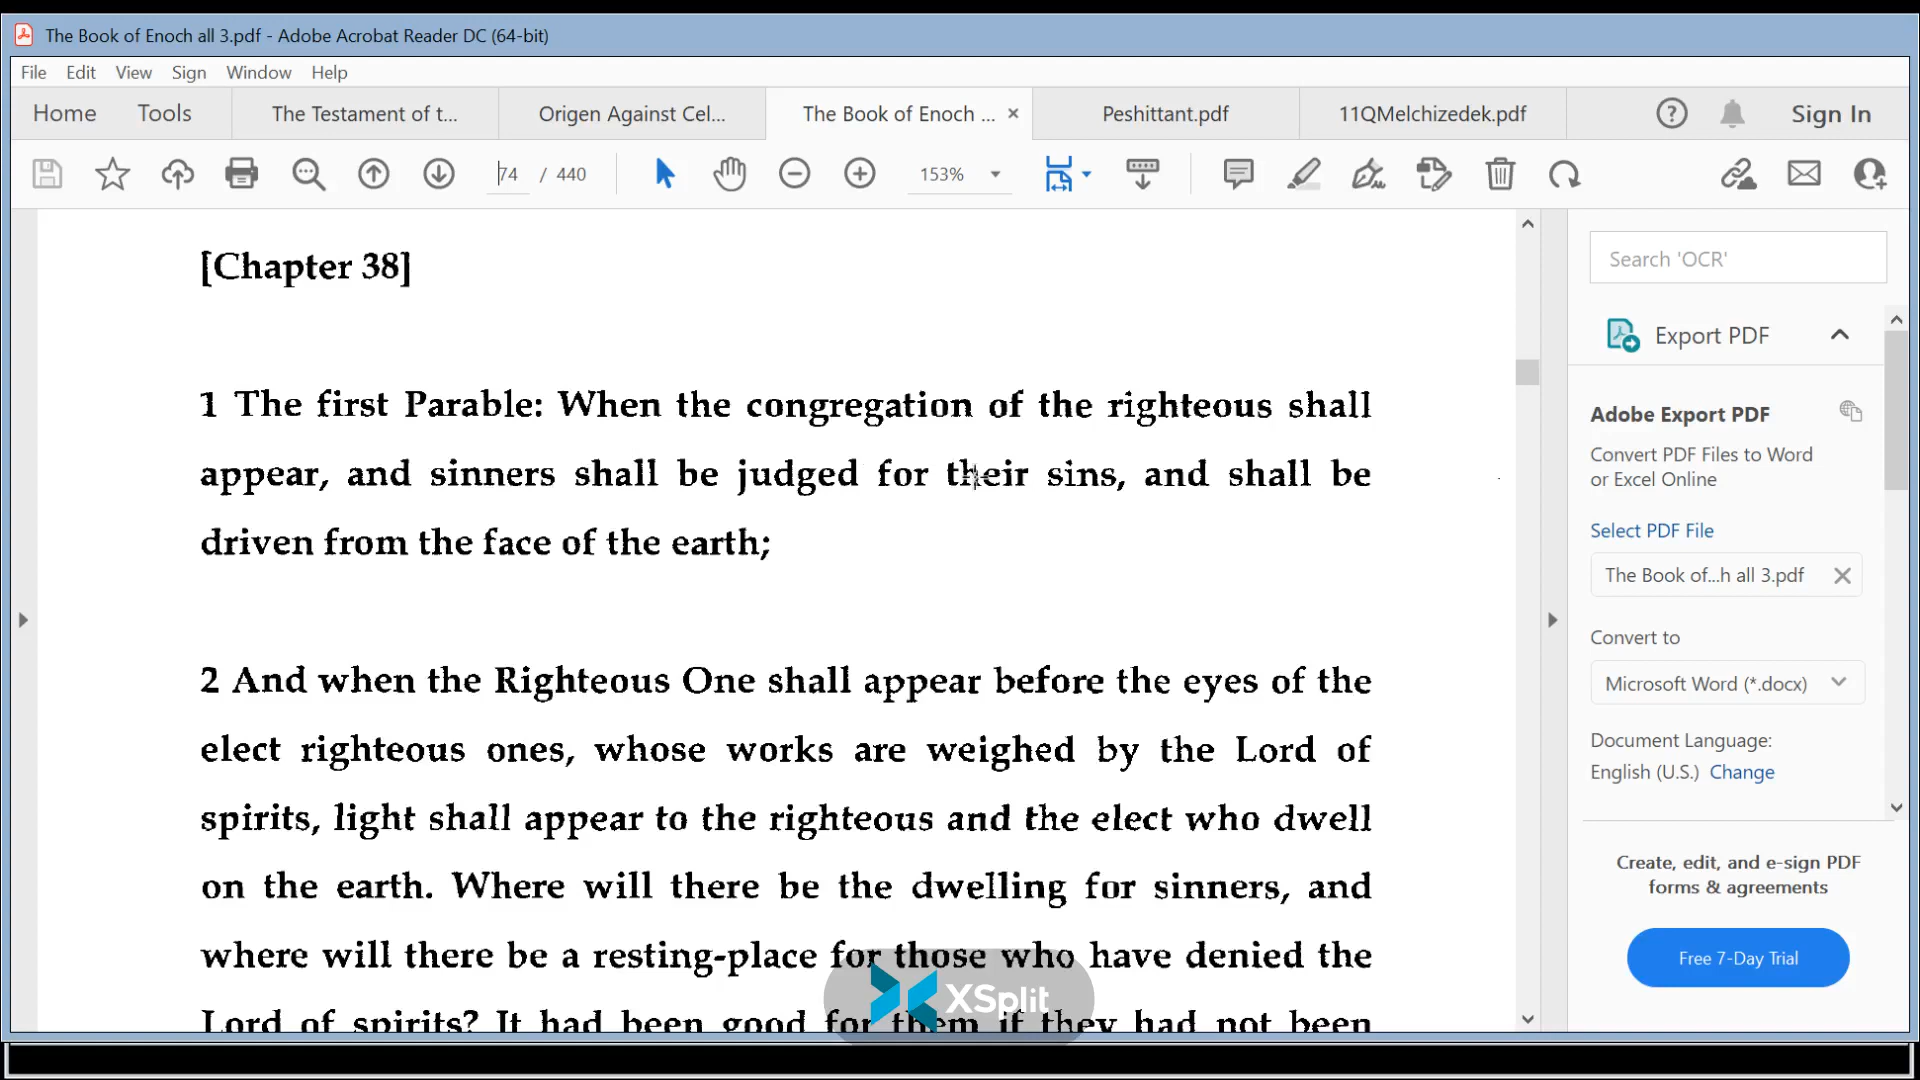 The Book of Enoch all 3.pdf - Adobe Acrobat Reader DC (64-bit)
File Edit View Sign Window Help
Home Tools The Testament of t... Origen Against Cel... The Book of Enoch ... Peshittant.pdf 11QMelchizedek.pdf Sign In
74 / 440 153%
[Chapter 38]
1 The first Parable: When the congregation of the righteous shall
appear, and sinners shall be judged for their sins, and shall be
driven from the face of the earth;
2 And when the Righteous One shall appear before the eyes of the
elect righteous ones, whose works are weighed by the Lord of
spirits, light shall appear to the righteous and the elect who dwell
on the earth. Where will there be the dwelling for sinners, and
where will there be a resting-place for those who have denied the
Lord of spirits? It had been good for them if they had not been
XSplit
Search 'OCR'
Export PDF
Adobe Export PDF
Convert PDF Files to Word
or Excel Online
Select PDF File
The Book of...h all 3.pdf
Convert to
Microsoft Word (*.docx)
Document Language:
English (U.S.) Change
Create, edit, and e-sign PDF
forms & agreements
Free 7-Day Trial